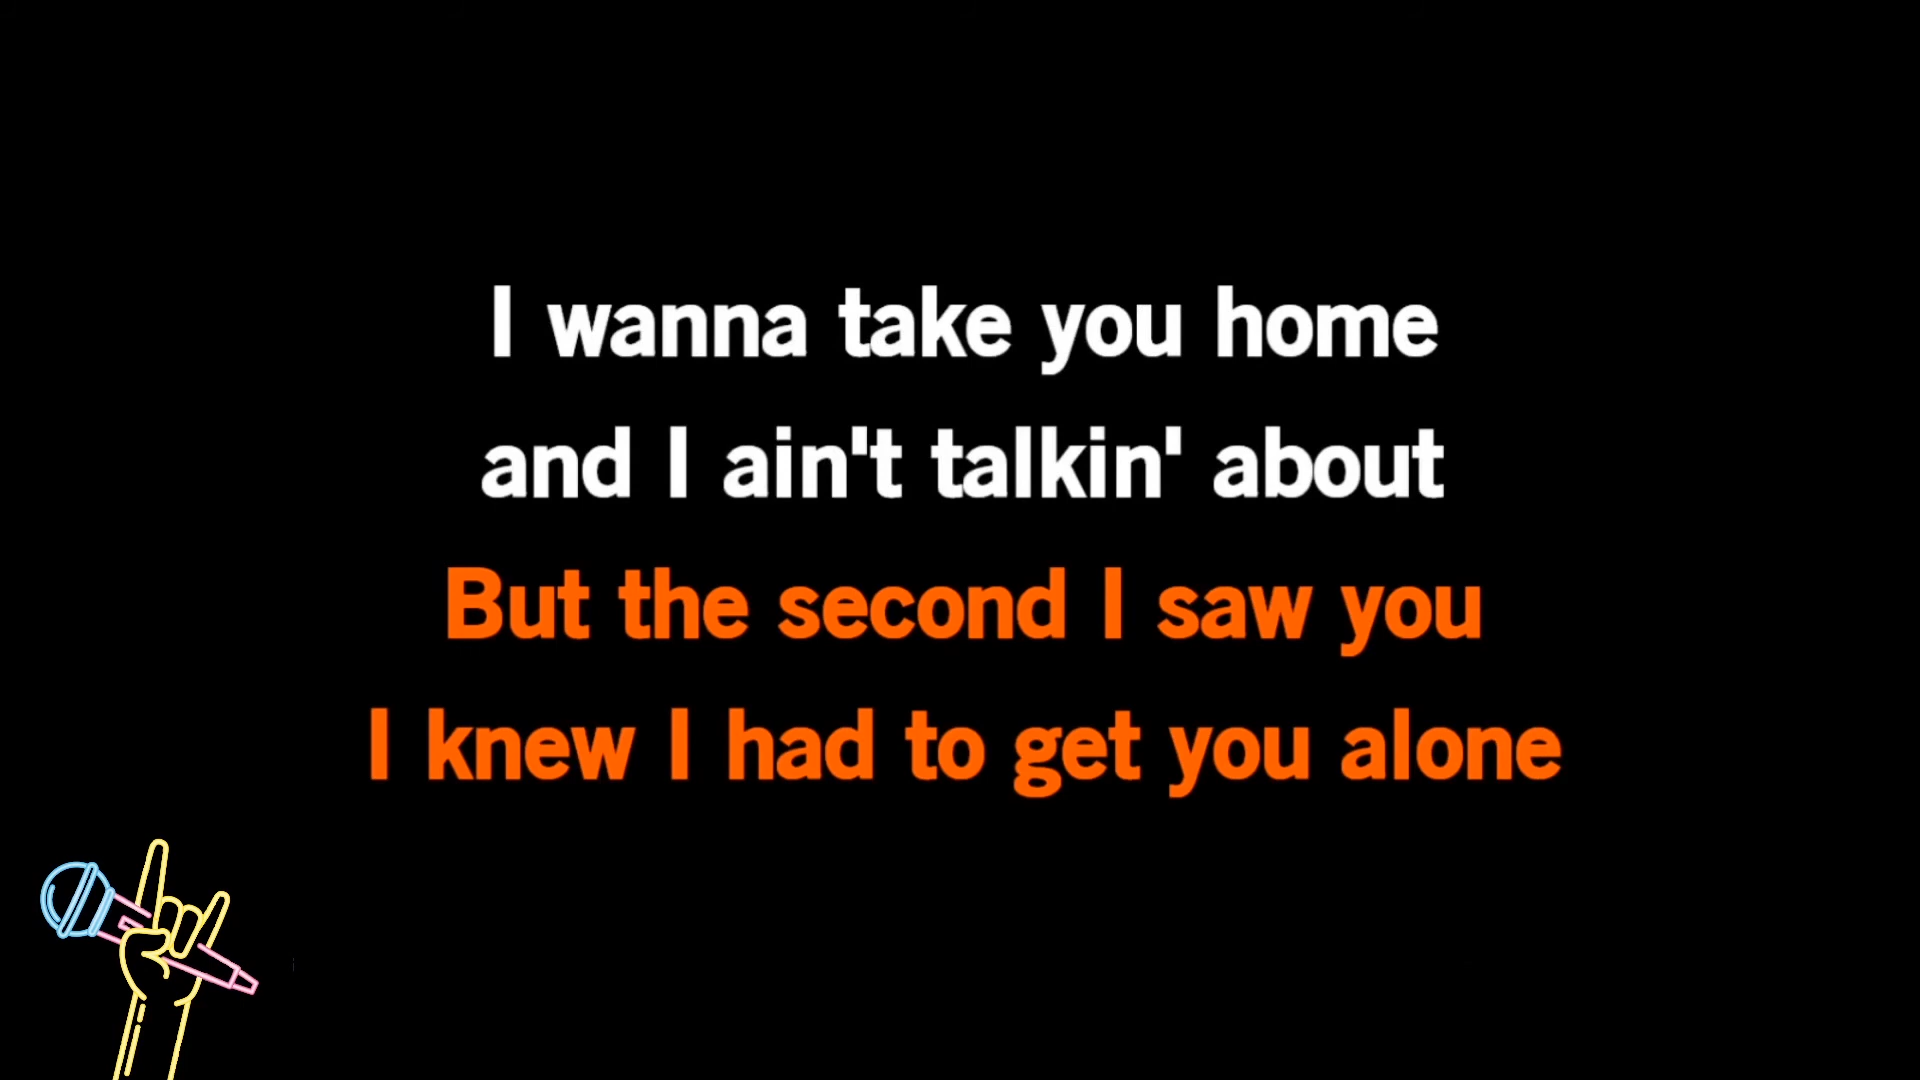 I wanna take you home
and I ain't talkin' about
But the second I saw you
I knew I had to get you alone